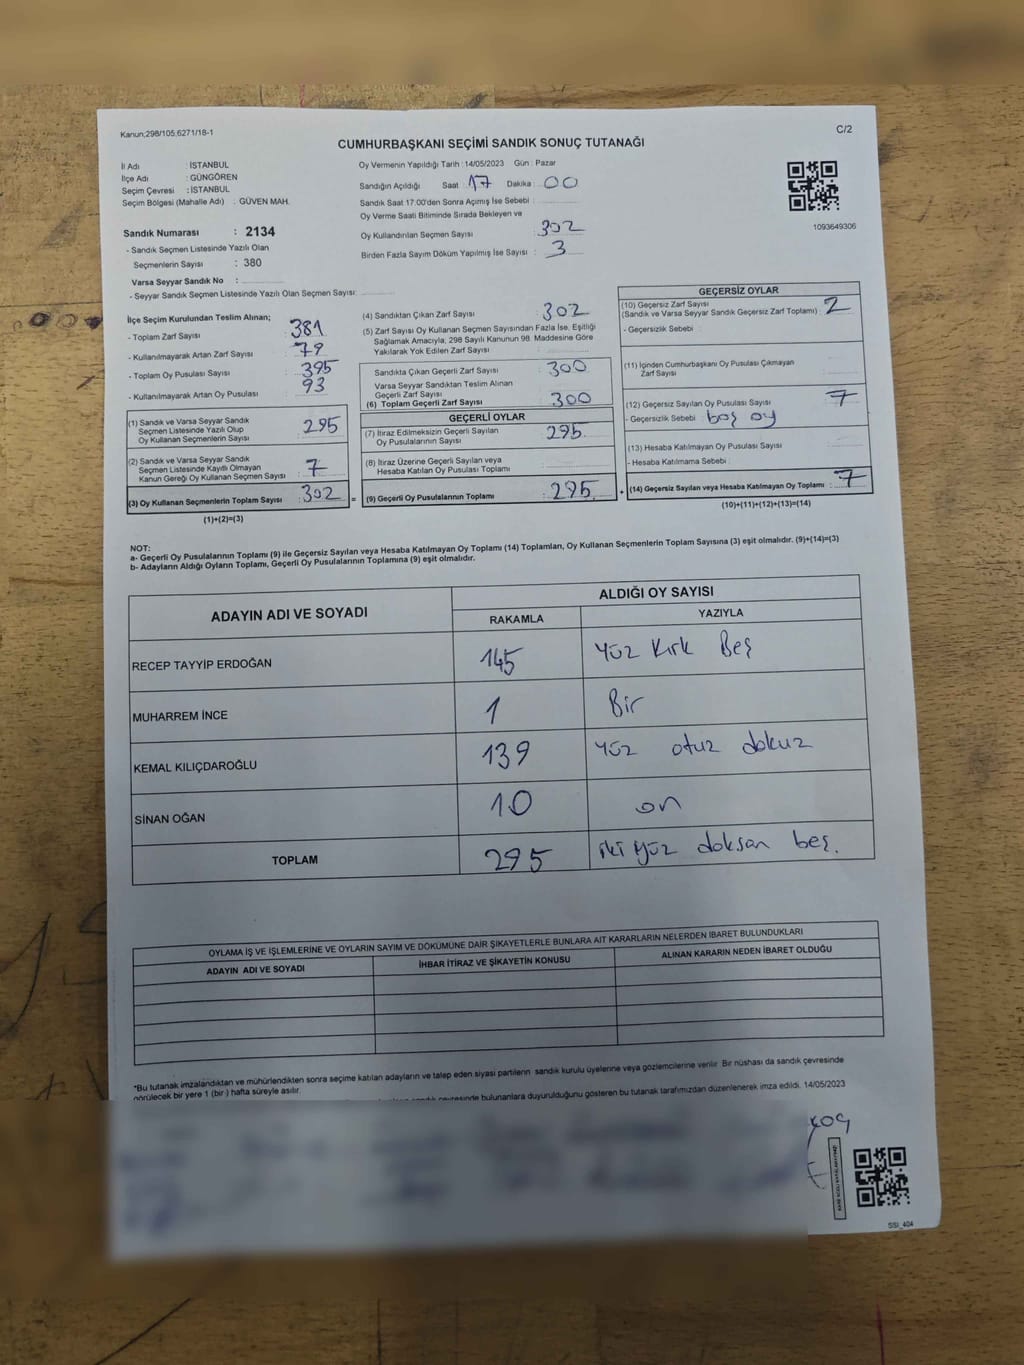 Kanun;298/105,6271/18-1
C/2
CUMHURBAŞKANI SEÇİMİ SANDIK SONUÇ TUTANAĞI
İl Adı : İSTANBUL
İlçe Adı : GÜNGÖREN
Seçim Çevresi : İSTANBUL
Seçim Bölgesi (Mahalle Adı) : GÜVEN MAH.
Sandık Numarası : 2134
- Sandık Seçmen Listesinde Yazılı Olan
Seçmenlerin Sayısı : 380
Varsa Seyyar Sandık No :
- Seyyar Sandık Seçmen Listesinde Yazılı Olan Seçmen Sayısı:
Oy Vermenin Yapıldığı Tarih :14/05/2023 Gün : Pazar
Sandığın Açıldığı Saat : 17 Dakika : 00
Sandık Saat 17:00'den Sonra Açımış İse Sebebi :
Oy Verme Saati Bitiminde Sırada Bekleyen ve
Oy Kullandırılan Seçmen Sayısı : 302
Birden Fazla Sayım Döküm Yapılmış İse Sayısı : 3
1093649306
İlçe Seçim Kurulundan Teslim Alınan;
- Toplam Zarf Sayısı : 381
- Kullanılmayarak Artan Zarf Sayısı : 79
- Toplam Oy Pusulası Sayısı : 395
- Kullanılmayarak Artan Oy Pusulası : 93
(1) Sandık ve Varsa Seyyar Sandık
Seçmen Listesinde Yazılı Olup
Oy Kullanan Seçmenlerin Sayısı : 295
(2) Sandık ve Varsa Seyyar Sandık
Seçmen Listesinde Kayıtlı Olmayan
Kanun Gereği Oy Kullanan Seçmen Sayısı : 7
(3) Oy Kullanan Seçmenlerin Toplam Sayısı : 302 =
(1)+(2)=(3)
(4) Sandıktan Çıkan Zarf Sayısı : 302
(5) Zarf Sayısı Oy Kullanan Seçmen Sayısından Fazla İse, Eşitliği
Sağlamak Amacıyla, 298 Sayılı Kanunun 98. Maddesine Göre
Yakılarak Yok Edilen Zarf Sayısı :
Sandıkta Çıkan Geçerli Zarf Sayısı : 300
Varsa Seyyar Sandıktan Teslim Alınan
Geçerli Zarf Sayısı :
(6) Toplam Geçerli Zarf Sayısı : 300
GEÇERLİ OYLAR
(7) İtiraz Edilmeksizin Geçerli Sayılan
Oy Pusulalarının Sayısı : 295
(8) İtiraz Üzerine Geçerli Sayılan veya
Hesaba Katılan Oy Pusulası Toplamı :
(9) Geçerli Oy Pusulalarının Toplamı : 295 +
GEÇERSİZ OYLAR
(10) Geçersiz Zarf Sayısı
(Sandık ve Varsa Seyyar Sandık Geçersiz Zarf Toplamı) : 2
- Geçersizlik Sebebi :
(11) İçinden Cumhurbaşkanı Oy Pusulası Çıkmayan
Zarf Sayısı :
(12) Geçersiz Sayılan Oy Pusulası Sayısı : 7
- Geçersizlik Sebebi : boş oy
(13) Hesaba Katılmayan Oy Pusulası Sayısı :
- Hesaba Katılmama Sebebi :
(14) Geçersiz Sayılan veya Hesaba Katılmayan Oy Toplamı : 7
(10)+(11)+(12)+(13)=(14)
NOT:
a- Geçerli Oy Pusulalarının Toplamı (9) ile Geçersiz Sayılan veya Hesaba Katılmayan Oy Toplamı (14) Toplamları, Oy Kullanan Seçmenlerin Toplam Sayısına (3) eşit olmalıdır. (9)+(14)=(3)
b- Adayların Aldığı Oyların Toplamı, Geçerli Oy Pusulalarının Toplamına (9) eşit olmalıdır.
ADAYIN ADI VE SOYADI
ALDIĞI OY SAYISI
RAKAMLA YAZIYLA
RECEP TAYYİP ERDOĞAN 145 Yüz Kırk Beş
MUHARREM İNCE 1 Bir
KEMAL KILIÇDAROĞLU 139 Yüz otuz dokuz
SİNAN OĞAN 10 on
TOPLAM 295 iki yüz doksan beş.
OYLAMA İŞ VE İŞLEMLERİNE VE OYLARIN SAYIM VE DÖKÜMÜNE DAİR ŞİKAYETLERLE BUNLARA AİT KARARLARIN NELERDEN İBARET BULUNDUKLARI
ADAYIN ADI VE SOYADI İHBAR İTİRAZ VE ŞİKAYETİN KONUSU ALINAN KARARIN NEDEN İBARET OLDUĞU
*Bu tutanak imzalandıktan ve mühürlendikten sonra seçime katılan adayların ve talep eden siyasi partilerin sandık kurulu üyelerine veya gözlemcilerine verilir. Bir nüshası da sandık çevresinde
görülecek bir yere 1 (bir) hafta süreyle asılır.
çevresinde bulunanlara duyurulduğunu gösteren bu tutanak tarafımızdan düzenlenerek imza edildi. 14/05/2023
SSI_404